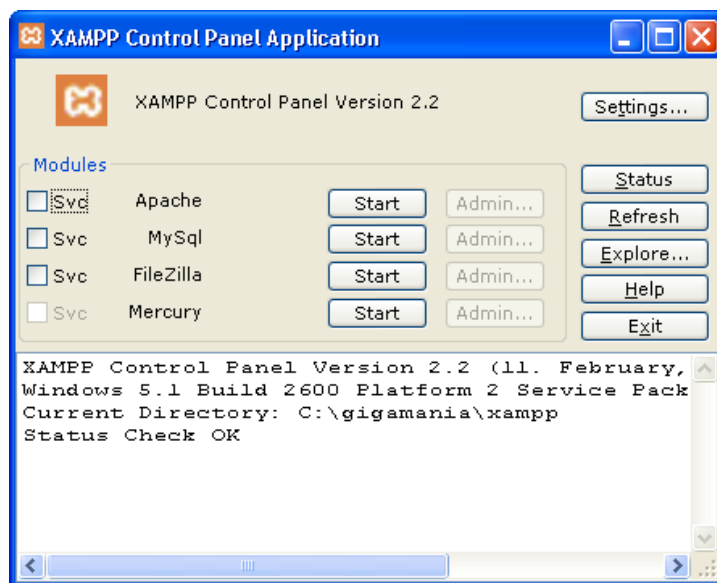 XAMPP Control Panel Application
XAMPP Control Panel Version 2.2
Settings...
Modules
Svc Apache Start Admin...
Svc MySql Start Admin...
Svc FileZilla Start Admin...
Svc Mercury Start Admin...
Status
Refresh
Explore...
Help
Exit
XAMPP Control Panel Version 2.2 (11. February,
Windows 5.1 Build 2600 Platform 2 Service Pack
Current Directory: C:\gigamania\xampp
Status Check OK